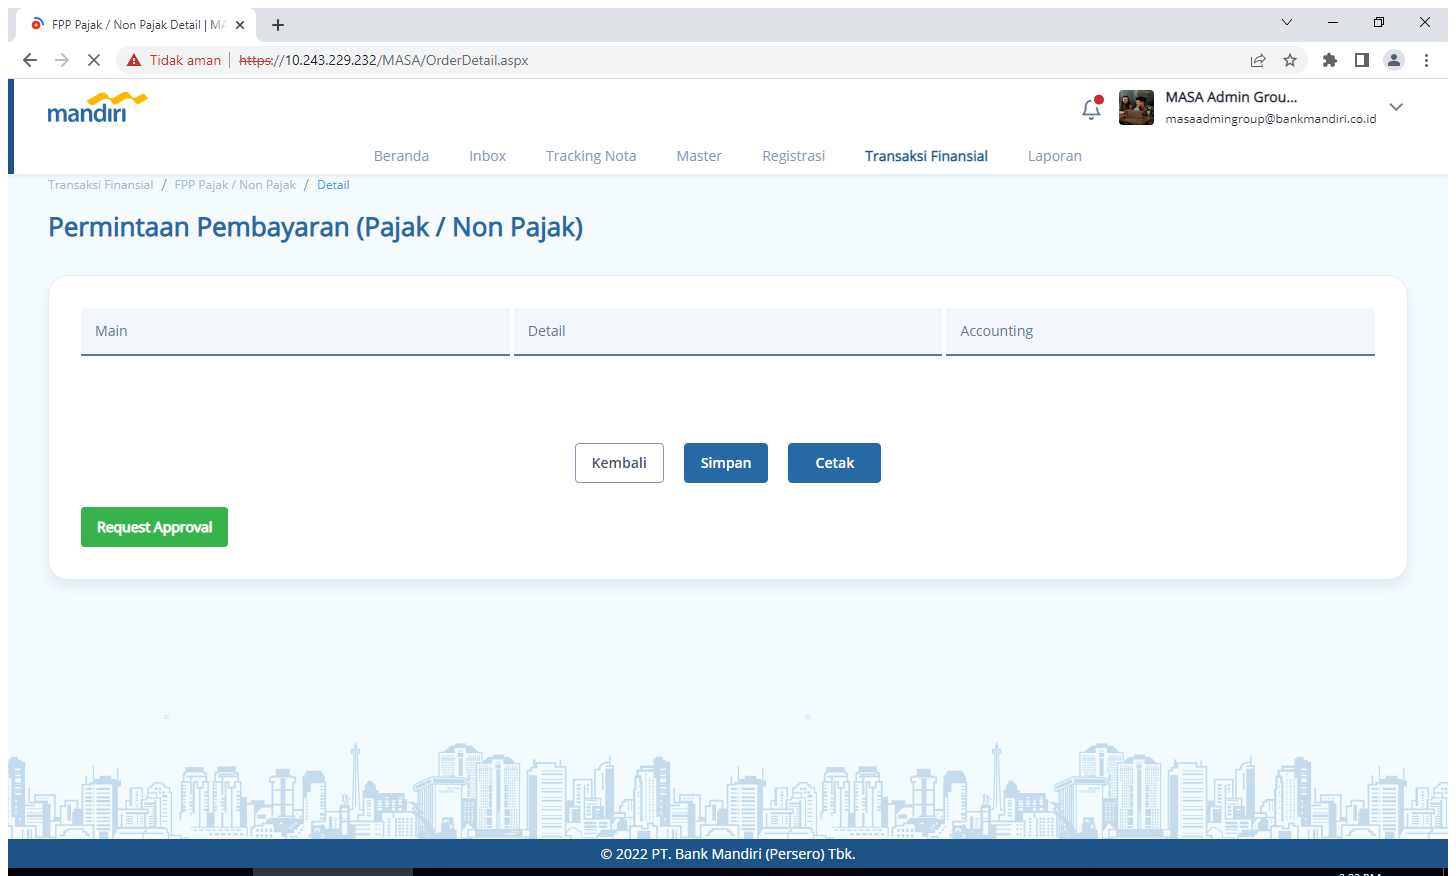 FPP Pajak / Non Pajak Detail | MA
Tidak aman
https://10.243.229.232/MASA/OrderDetail.aspx
mandiri
MASA Admin Grou...
masaadmingroup@bankmandiri.co.id
Beranda Inbox Tracking Nota Master Registrasi Transaksi Finansial Laporan
Transaksi Finansial / FPP Pajak / Non Pajak / Detail
Permintaan Pembayaran (Pajak / Non Pajak)
Main Detail Accounting
Kembali Simpan Cetak
Request Approval
© 2022 PT. Bank Mandiri (Persero) Tbk.